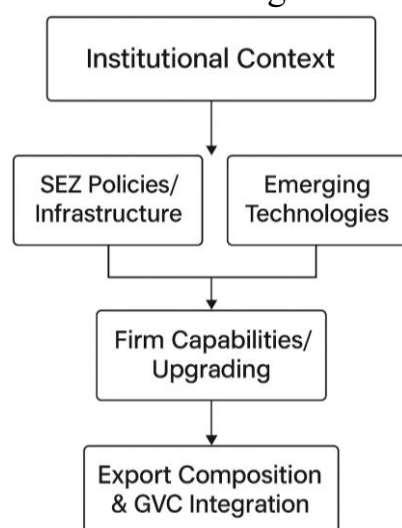 Institutional Context
SEZ Policies/
Infrastructure
Emerging
Technologies
Firm Capabilities/
Upgrading
Export Composition
& GVC Integration